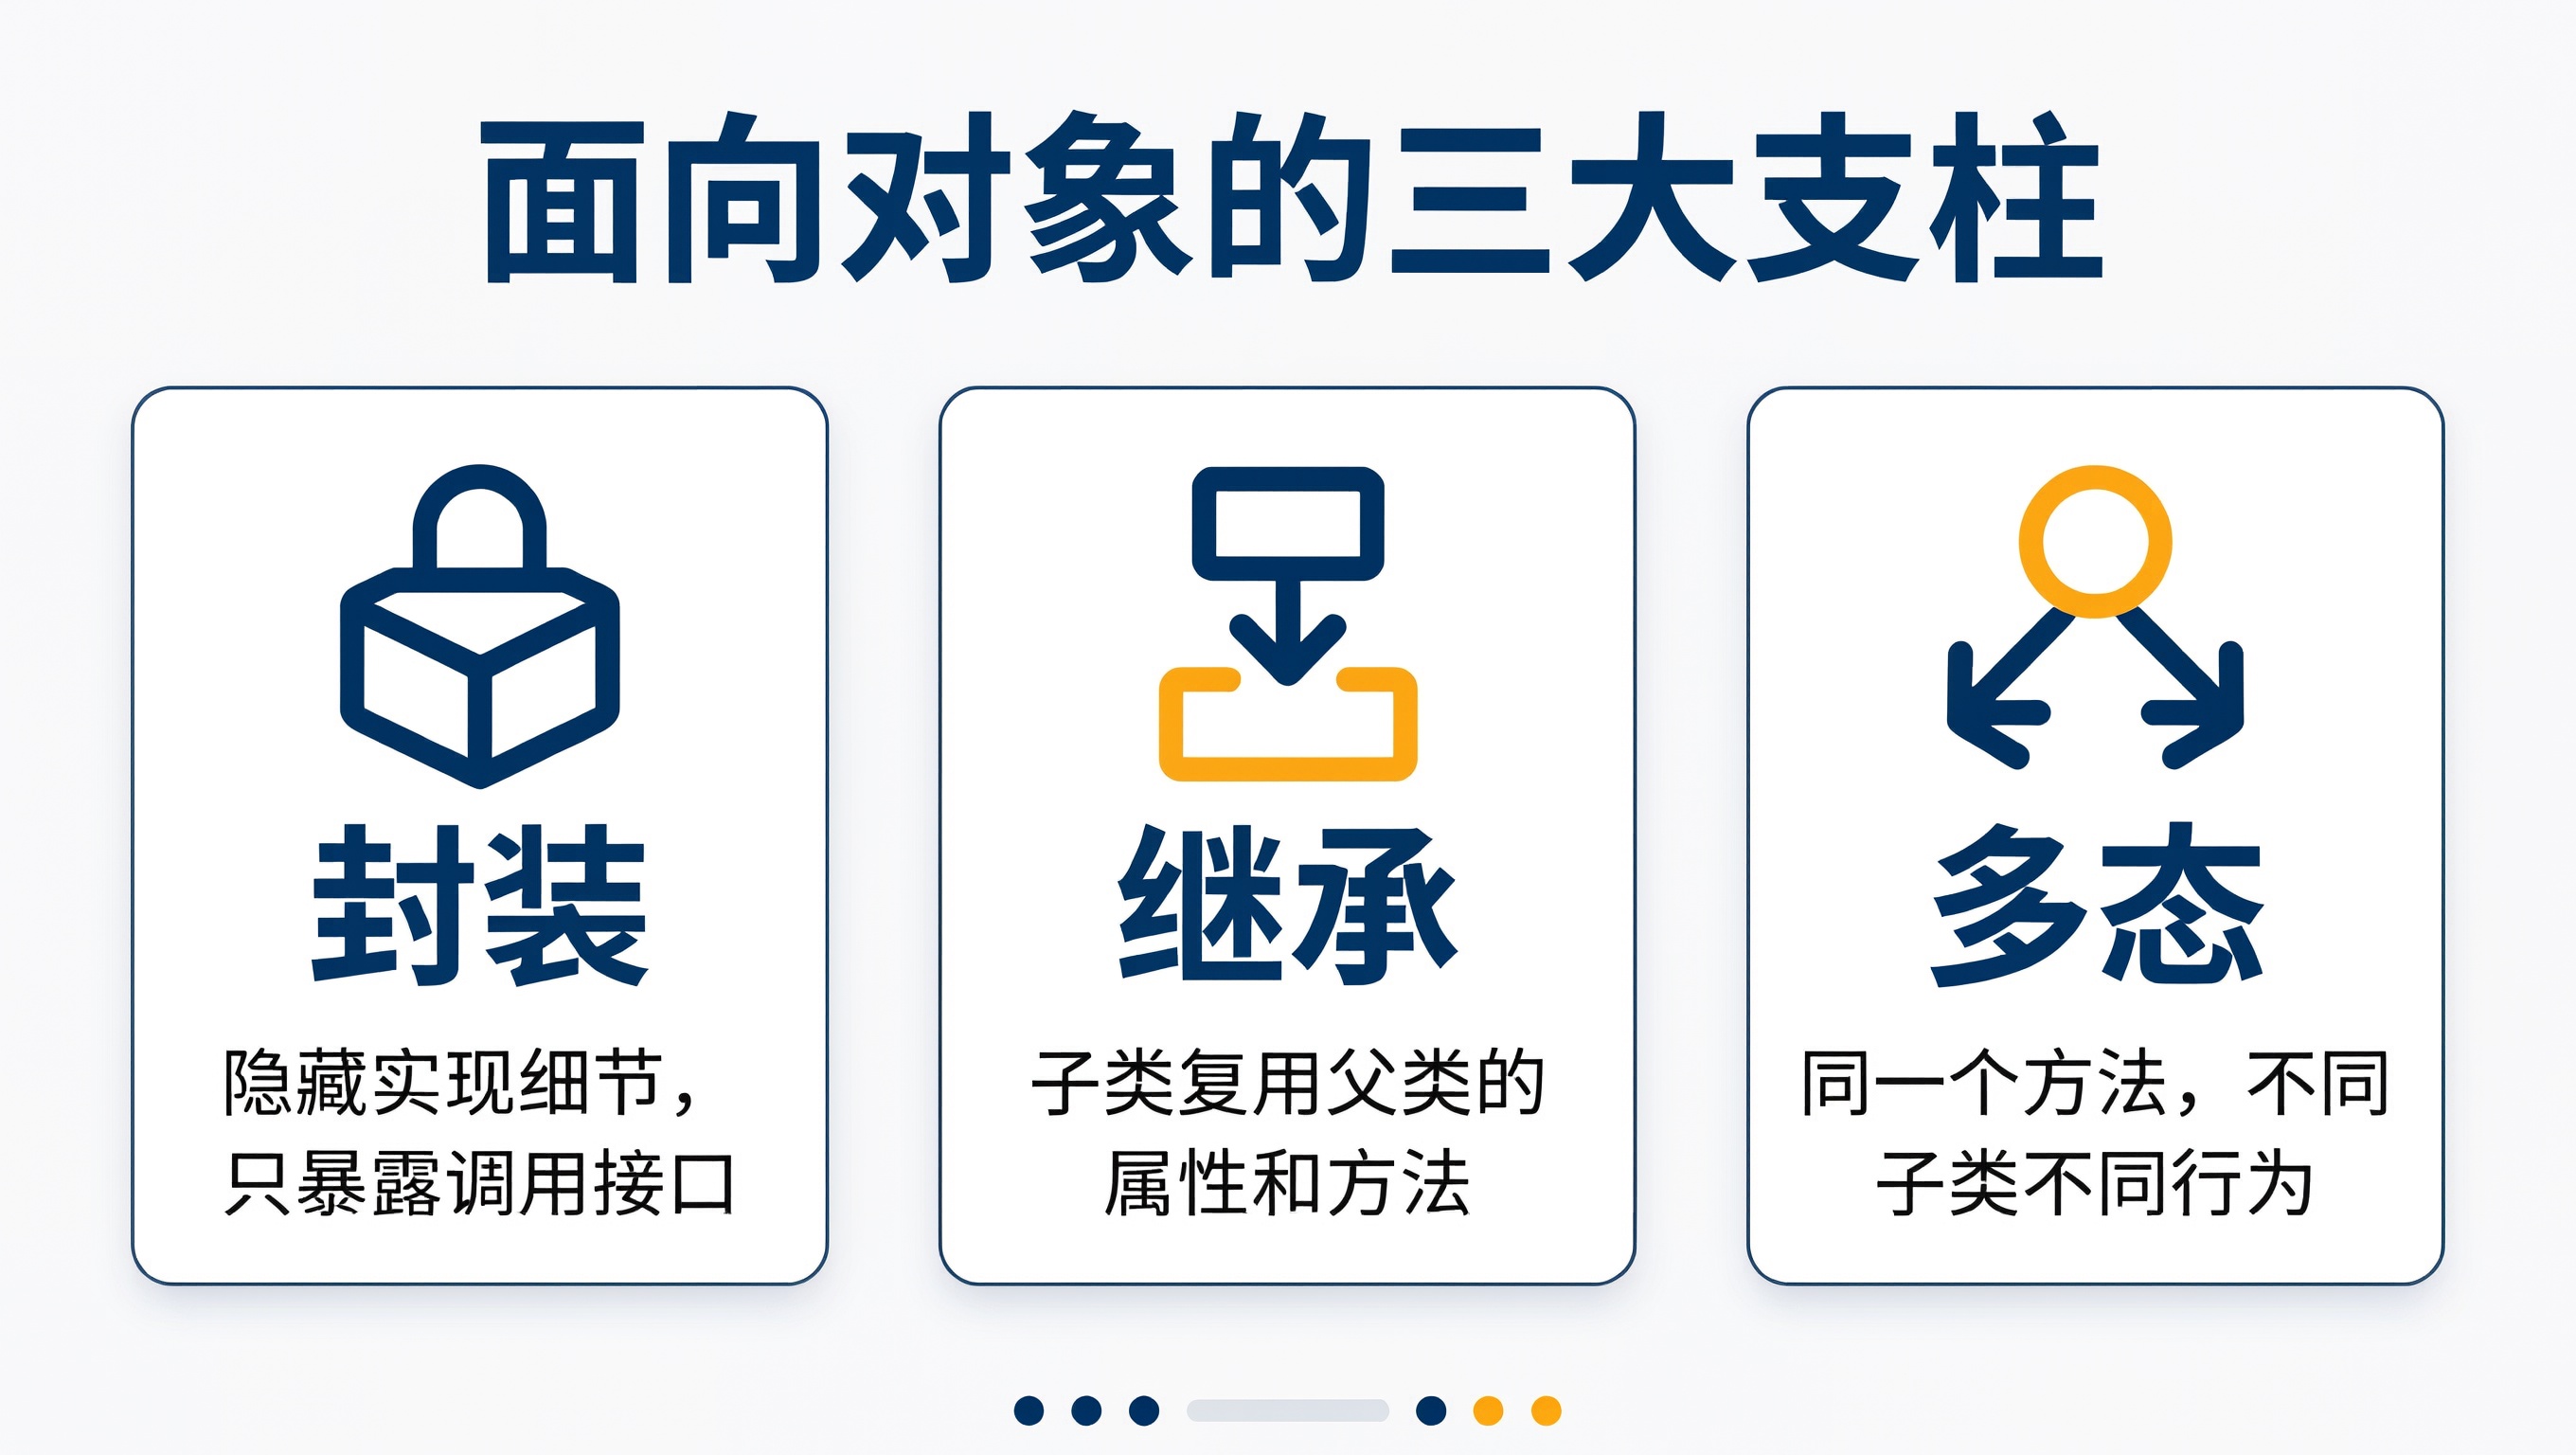 面向对象的三大支柱
封装
隐藏实现细节，
只暴露调用接口
继承
子类复用父类的
属性和方法
多态
同一个方法，不同
子类不同行为